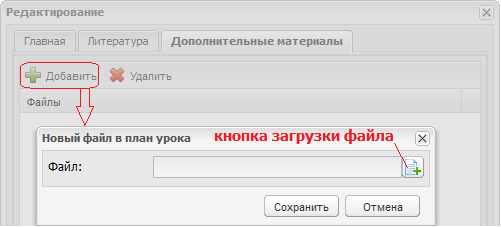 Редактирование
Главная Литература Дополнительные материалы
Добавить Удалить
Файлы
Новый файл в план урока кнопка загрузки файла
Файл:
Сохранить Отмена